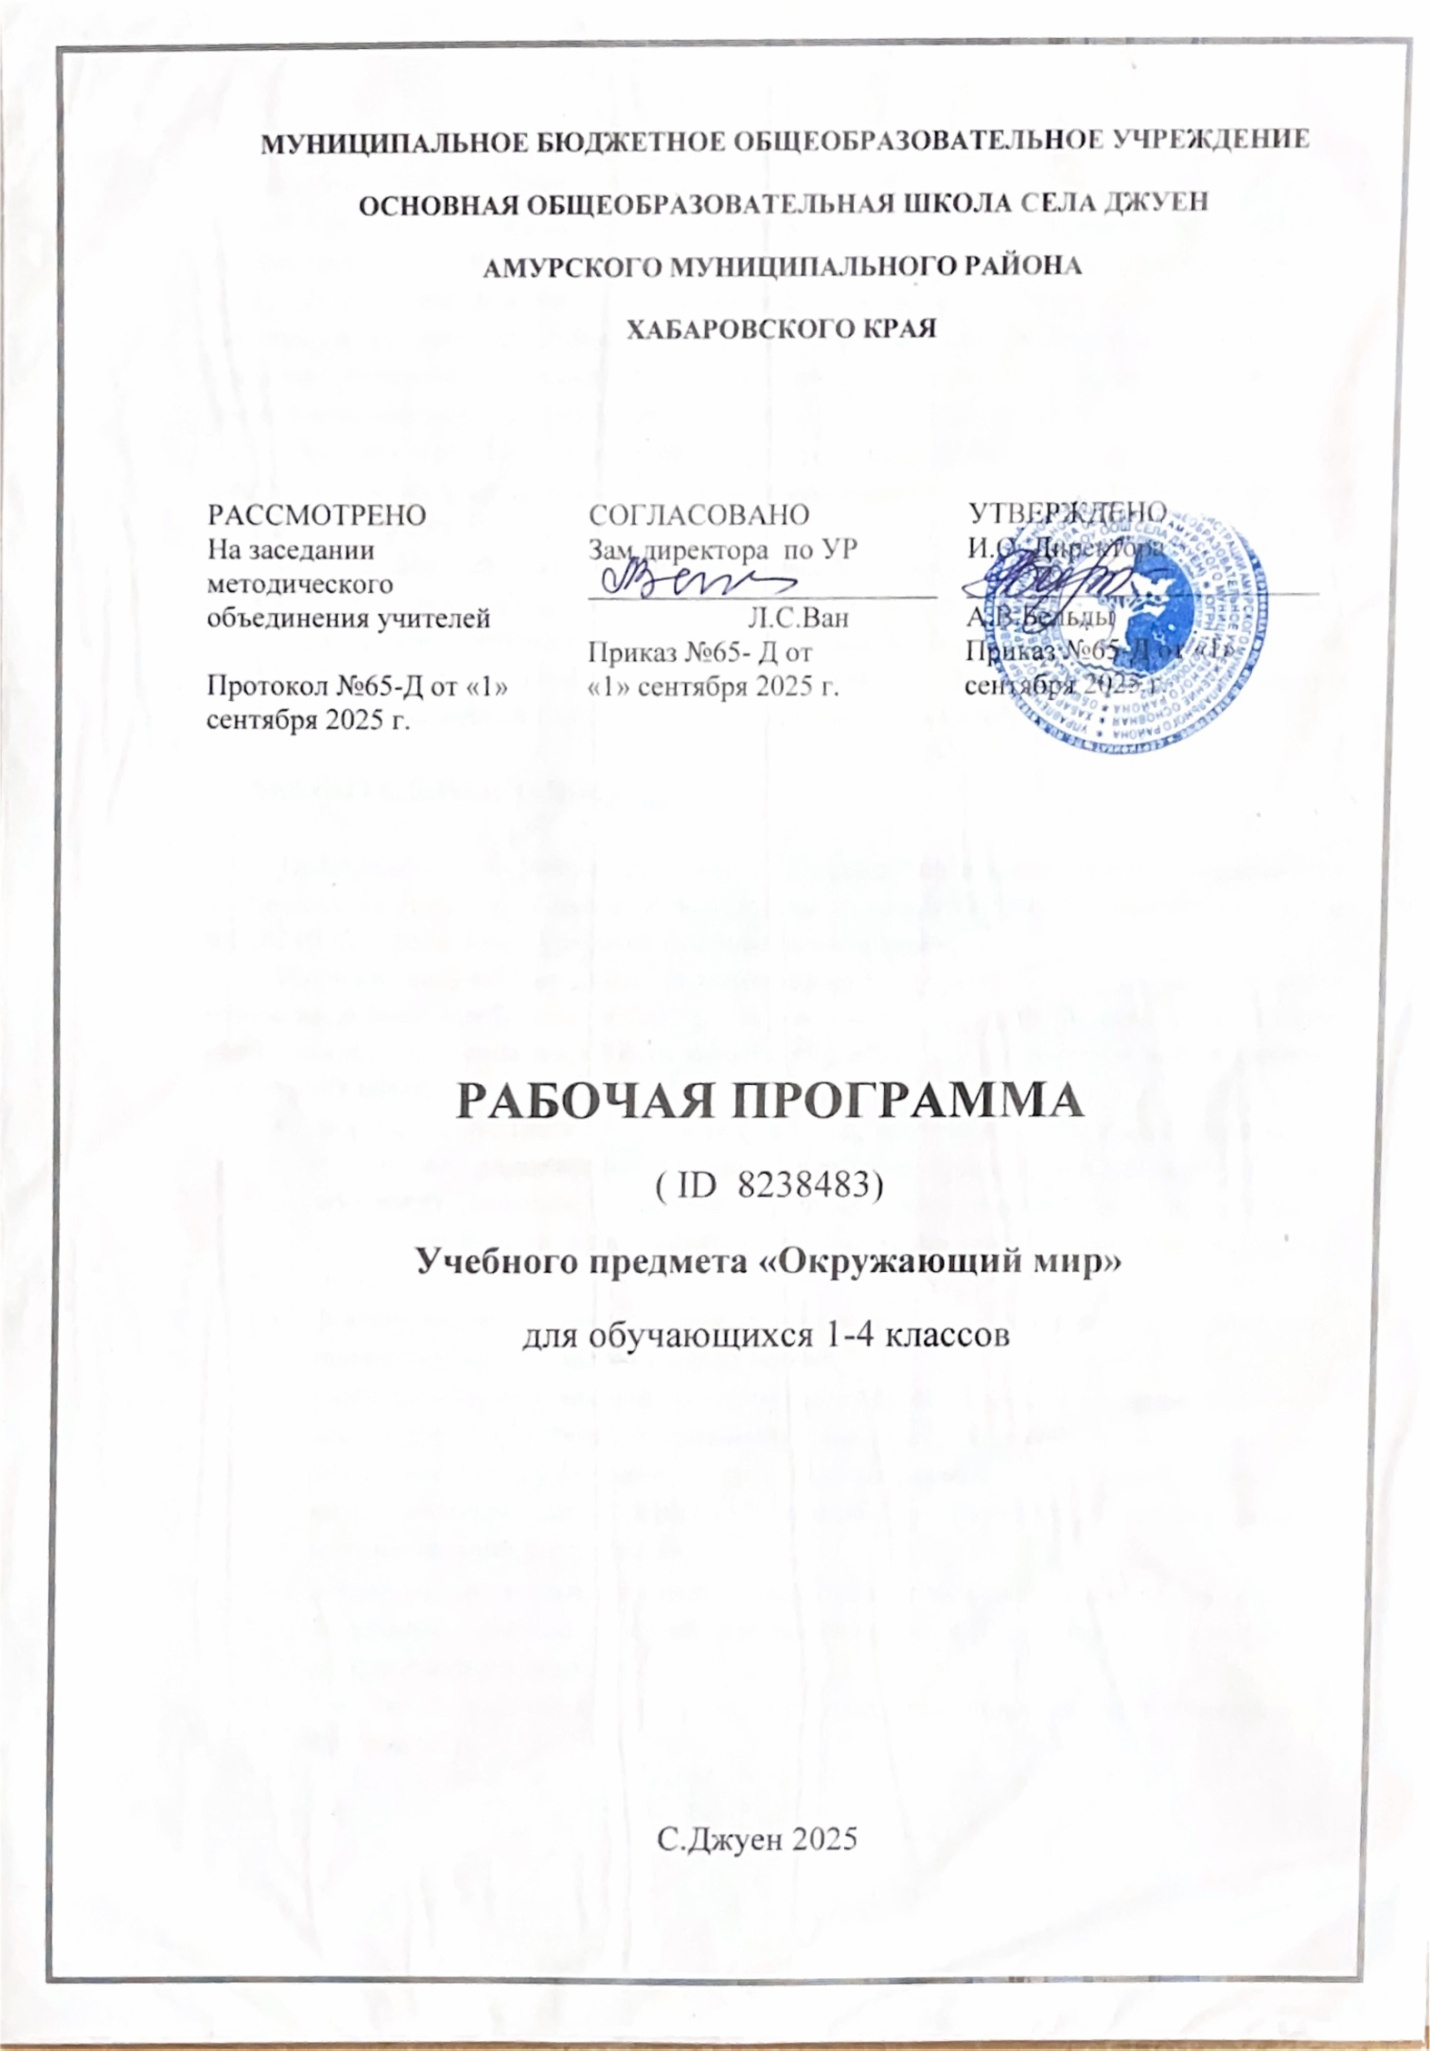 МУНИЦИПАЛЬНОЕ БЮДЖЕТНОЕ ОБЩЕОБРАЗОВАТЕЛЬНОЕ УЧРЕЖДЕНИЕ
ОСНОВНАЯ ОБЩЕОБРАЗОВАТЕЛЬНАЯ ШКОЛА СЕЛА ДЖУЕН
АМУРСКОГО МУНИЦИПАЛЬНОГО РАЙОНА
ХАБАРОВСКОГО КРАЯ
РАССМОТРЕНО
На заседании
методического
объединения учителей
Протокол №65-Д от «1»
сентября 2025 г.
СОГЛАСОВАНО
Зам директора по УР
Л.С.Ван
Приказ №65- Д от
«1» сентября 2025 г.
УТВЕРЖДЕНО
И.О. Директора
А.В.Бельды
Приказ №65-Д от «1»
сентября 2025 г.
РАБОЧАЯ ПРОГРАММА
( ID 8238483)
Учебного предмета «Окружающий мир»
для обучающихся 1-4 классов
С.Джуен 2025